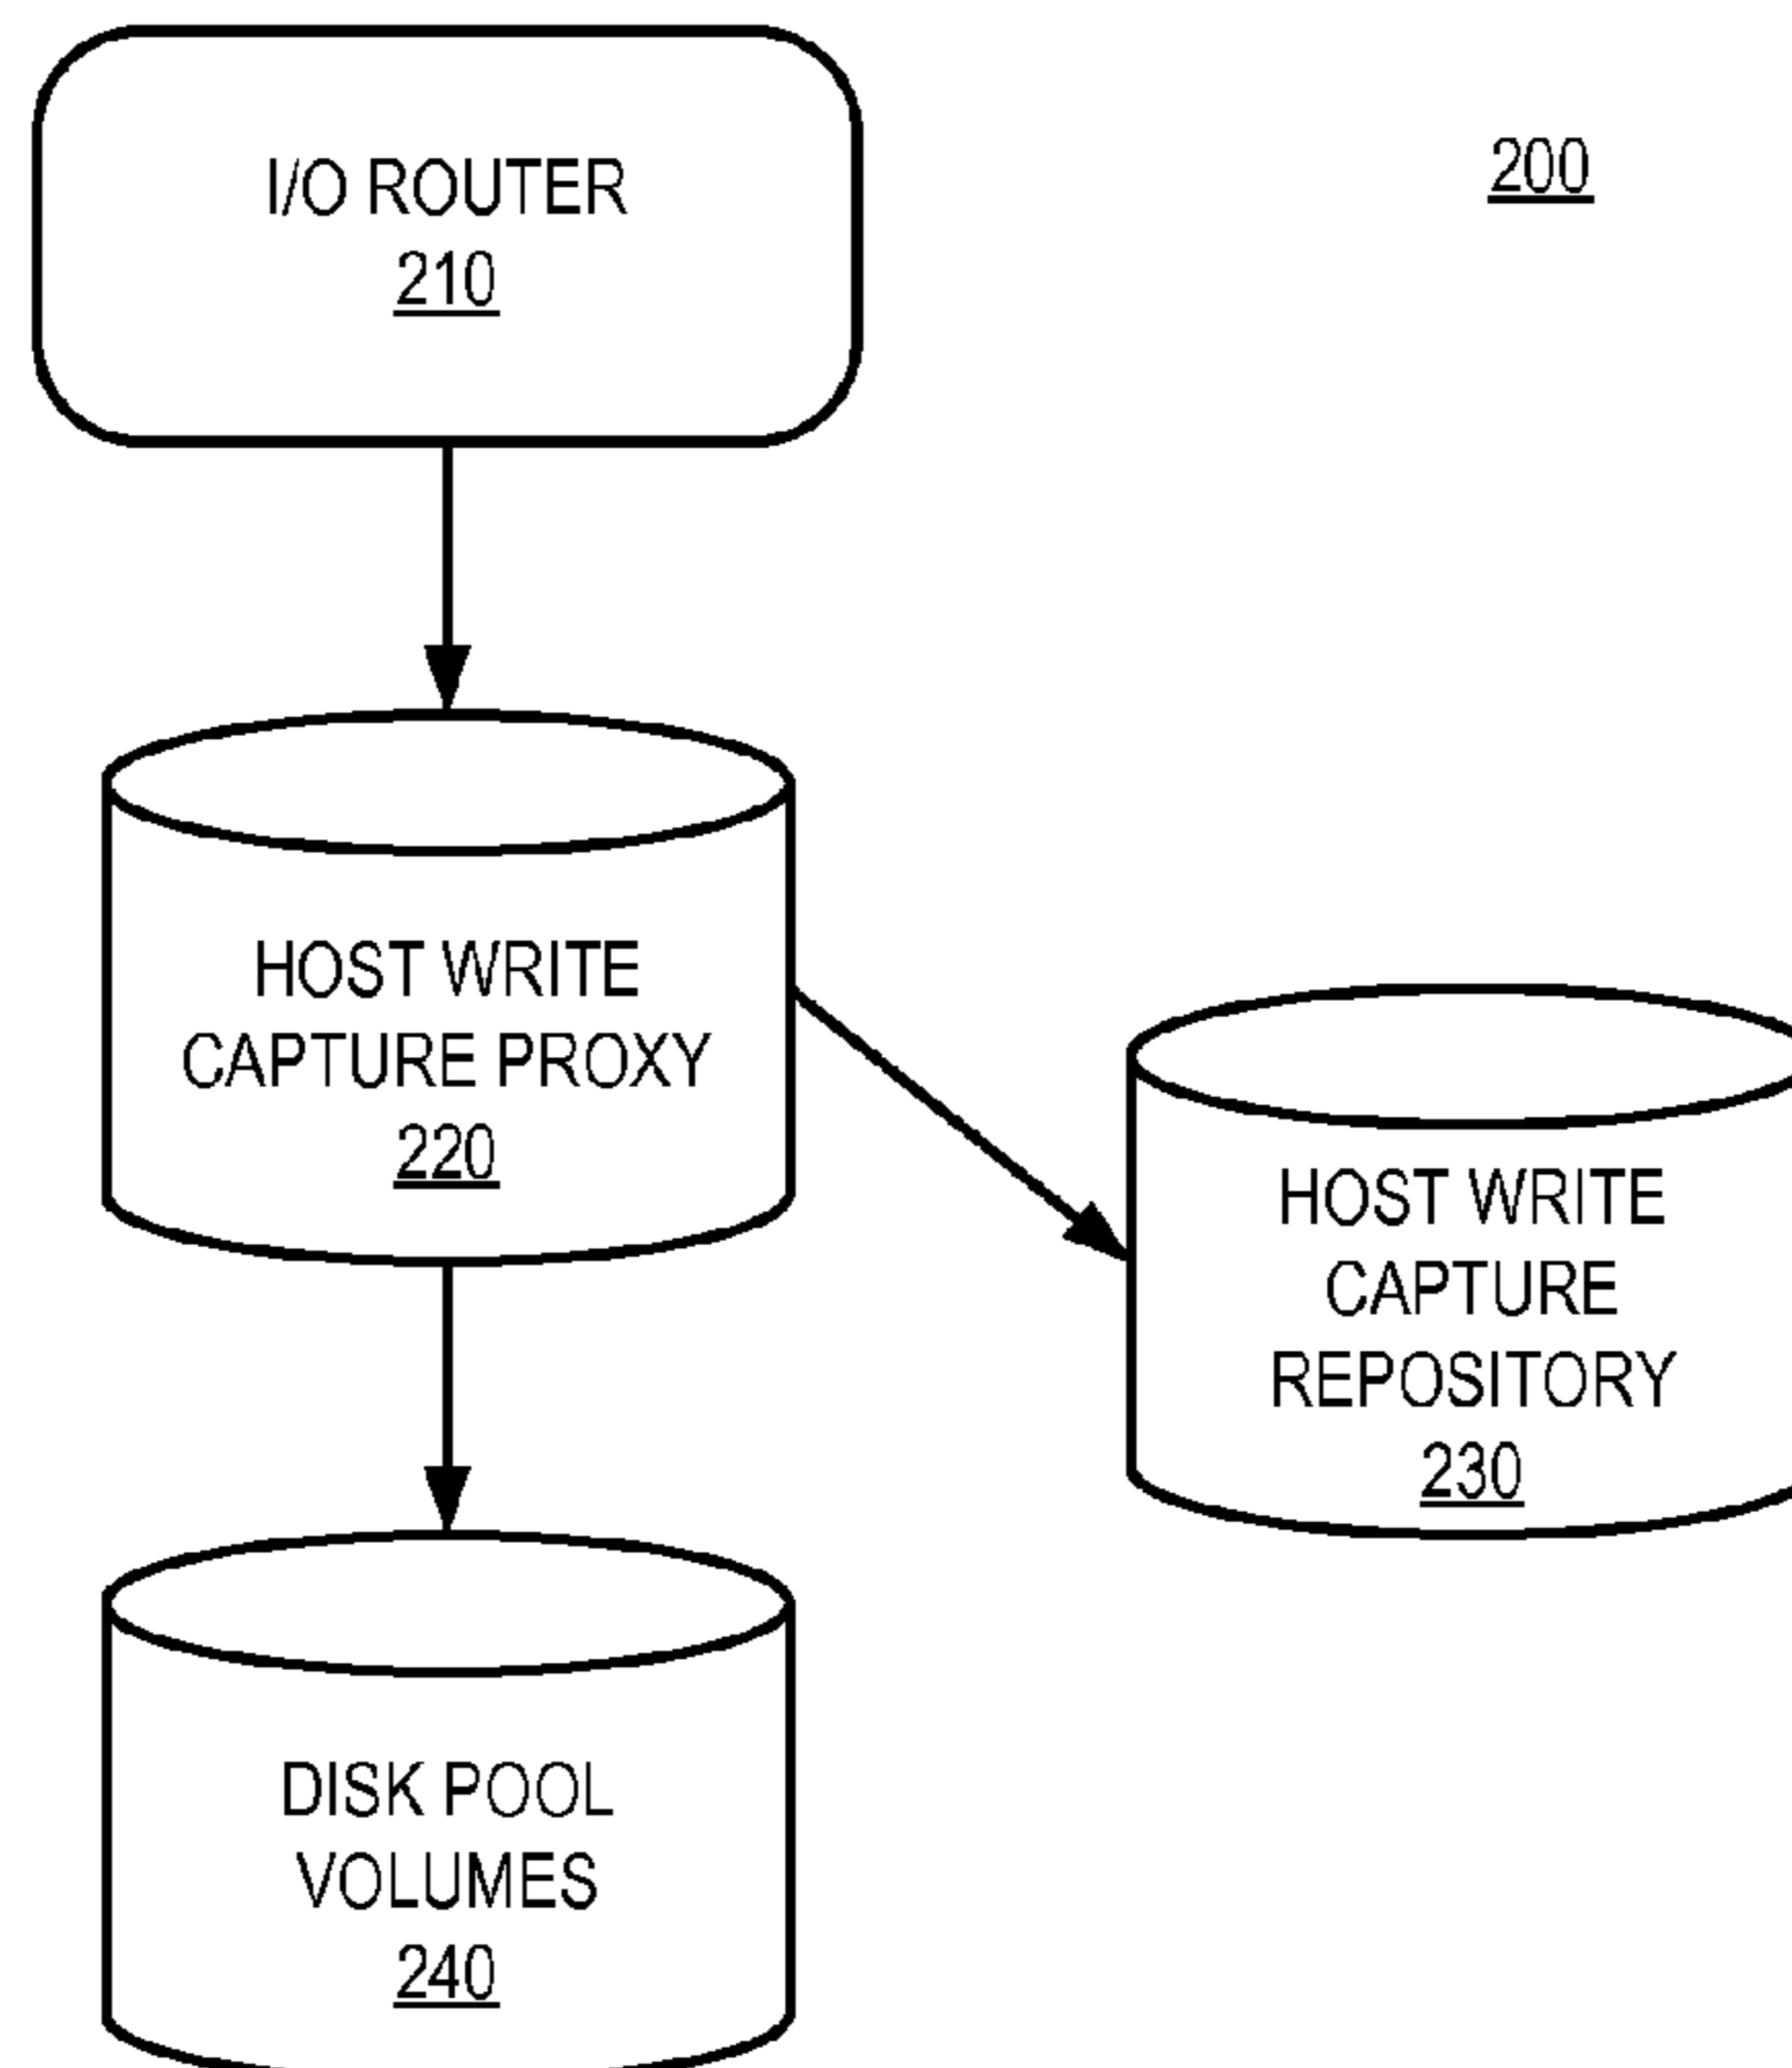 I/O ROUTER
210
200
HOST WRITE
CAPTURE PROXY
220
HOST WRITE
CAPTURE
REPOSITORY
230
DISK POOL
VOLUMES
240